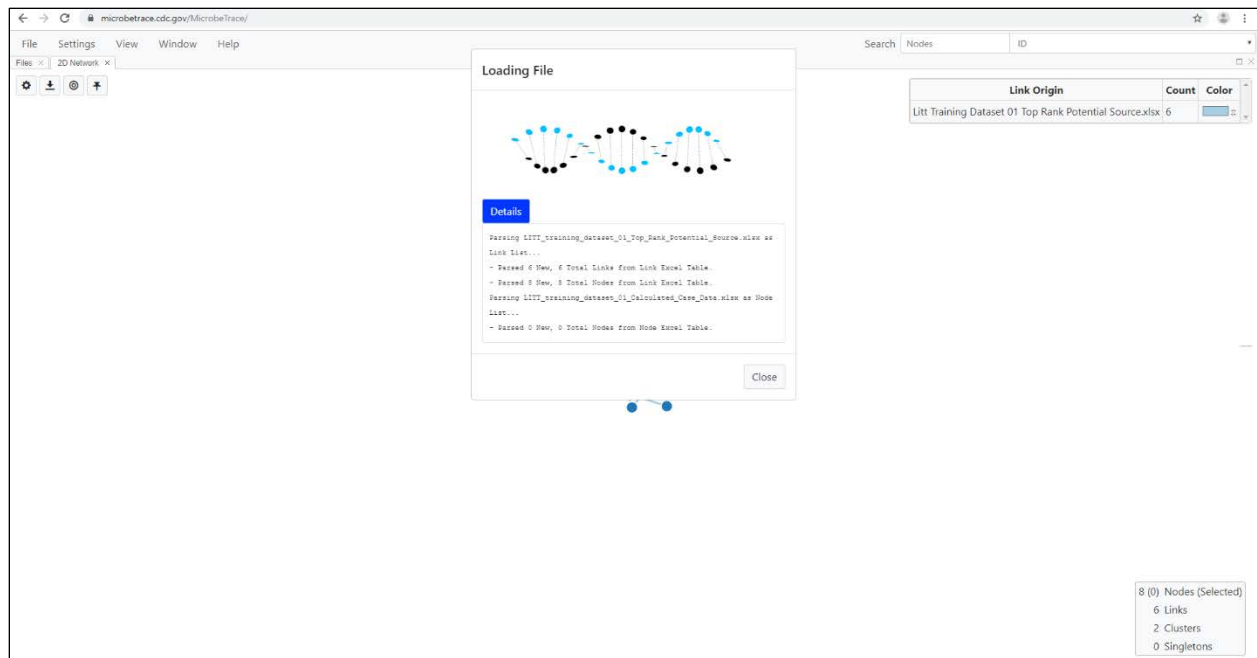 microbetrace.cdc.gov/MicrobeTrace/
File Settings View Window Help
Search Nodes ID
Files × 2D Network ×
Loading File
Link Origin Count Color
Litt Training Dataset 01 Top Rank Potential Source.xlsx 6
Details
Parsing LITT_training_dataset_01_Top_Rank_Potential_Source.xlsx as
Link List...
- Parsed 6 New, 6 Total Links from Link Excel Table.
- Parsed 8 New, 8 Total Nodes from Link Excel Table.
Parsing LITT_training_dataset_01_Calculated_Case_Data.xlsx as Node
List...
- Parsed 0 New, 0 Total Nodes from Node Excel Table.
Close
8 (0) Nodes (Selected)
6 Links
2 Clusters
0 Singletons